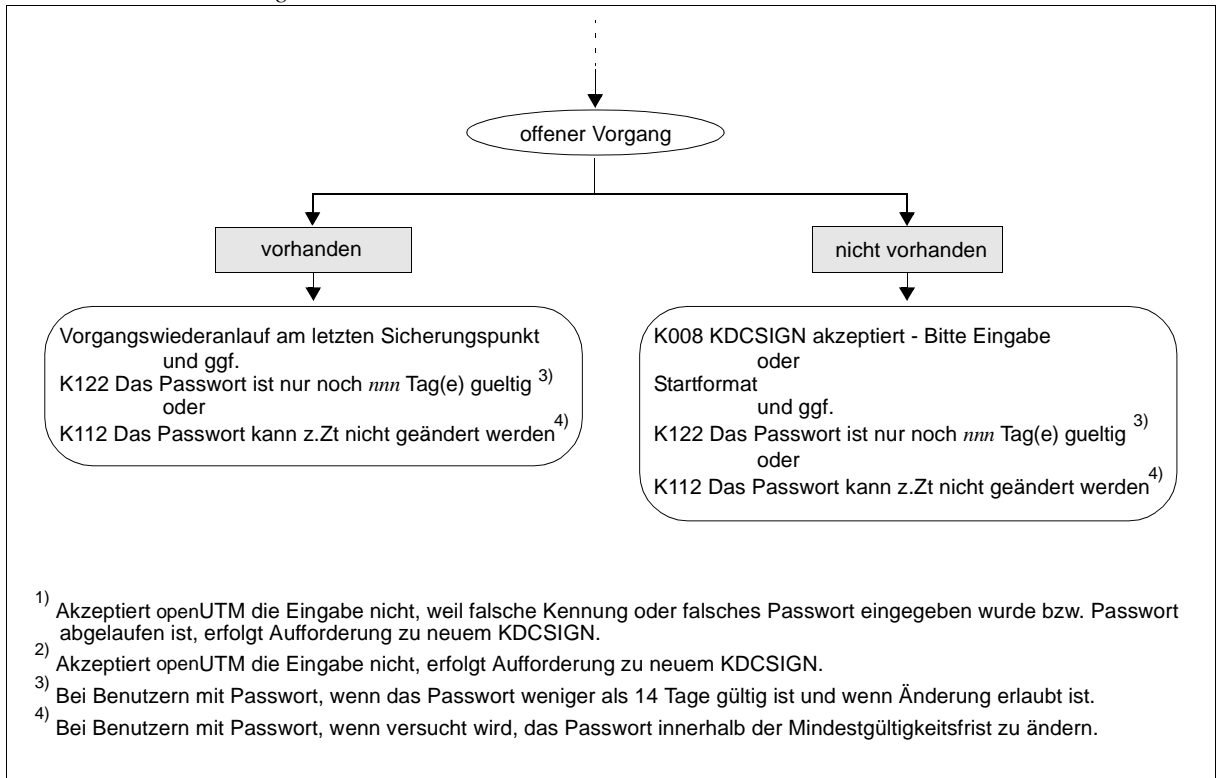 offener Vorgang
vorhanden
nicht vorhanden
Vorgangswiederanlauf am letzten Sicherungspunkt
und ggf.
K122 Das Passwort ist nur noch nnn Tag(e) gueltig 3)
oder
K112 Das Passwort kann z.Zt nicht geändert werden 4)
K008 KDCSIGN akzeptiert - Bitte Eingabe
oder
Startformat
und ggf.
K122 Das Passwort ist nur noch nnn Tag(e) gueltig 3)
oder
K112 Das Passwort kann z.Zt nicht geändert werden 4)
1) Akzeptiert openUTM die Eingabe nicht, weil falsche Kennung oder falsches Passwort eingegeben wurde bzw. Passwort
abgelaufen ist, erfolgt Aufforderung zu neuem KDCSIGN.
2) Akzeptiert openUTM die Eingabe nicht, erfolgt Aufforderung zu neuem KDCSIGN.
3) Bei Benutzern mit Passwort, wenn das Passwort weniger als 14 Tage gültig ist und wenn Änderung erlaubt ist.
4) Bei Benutzern mit Passwort, wenn versucht wird, das Passwort innerhalb der Mindestgültigkeitsfrist zu ändern.